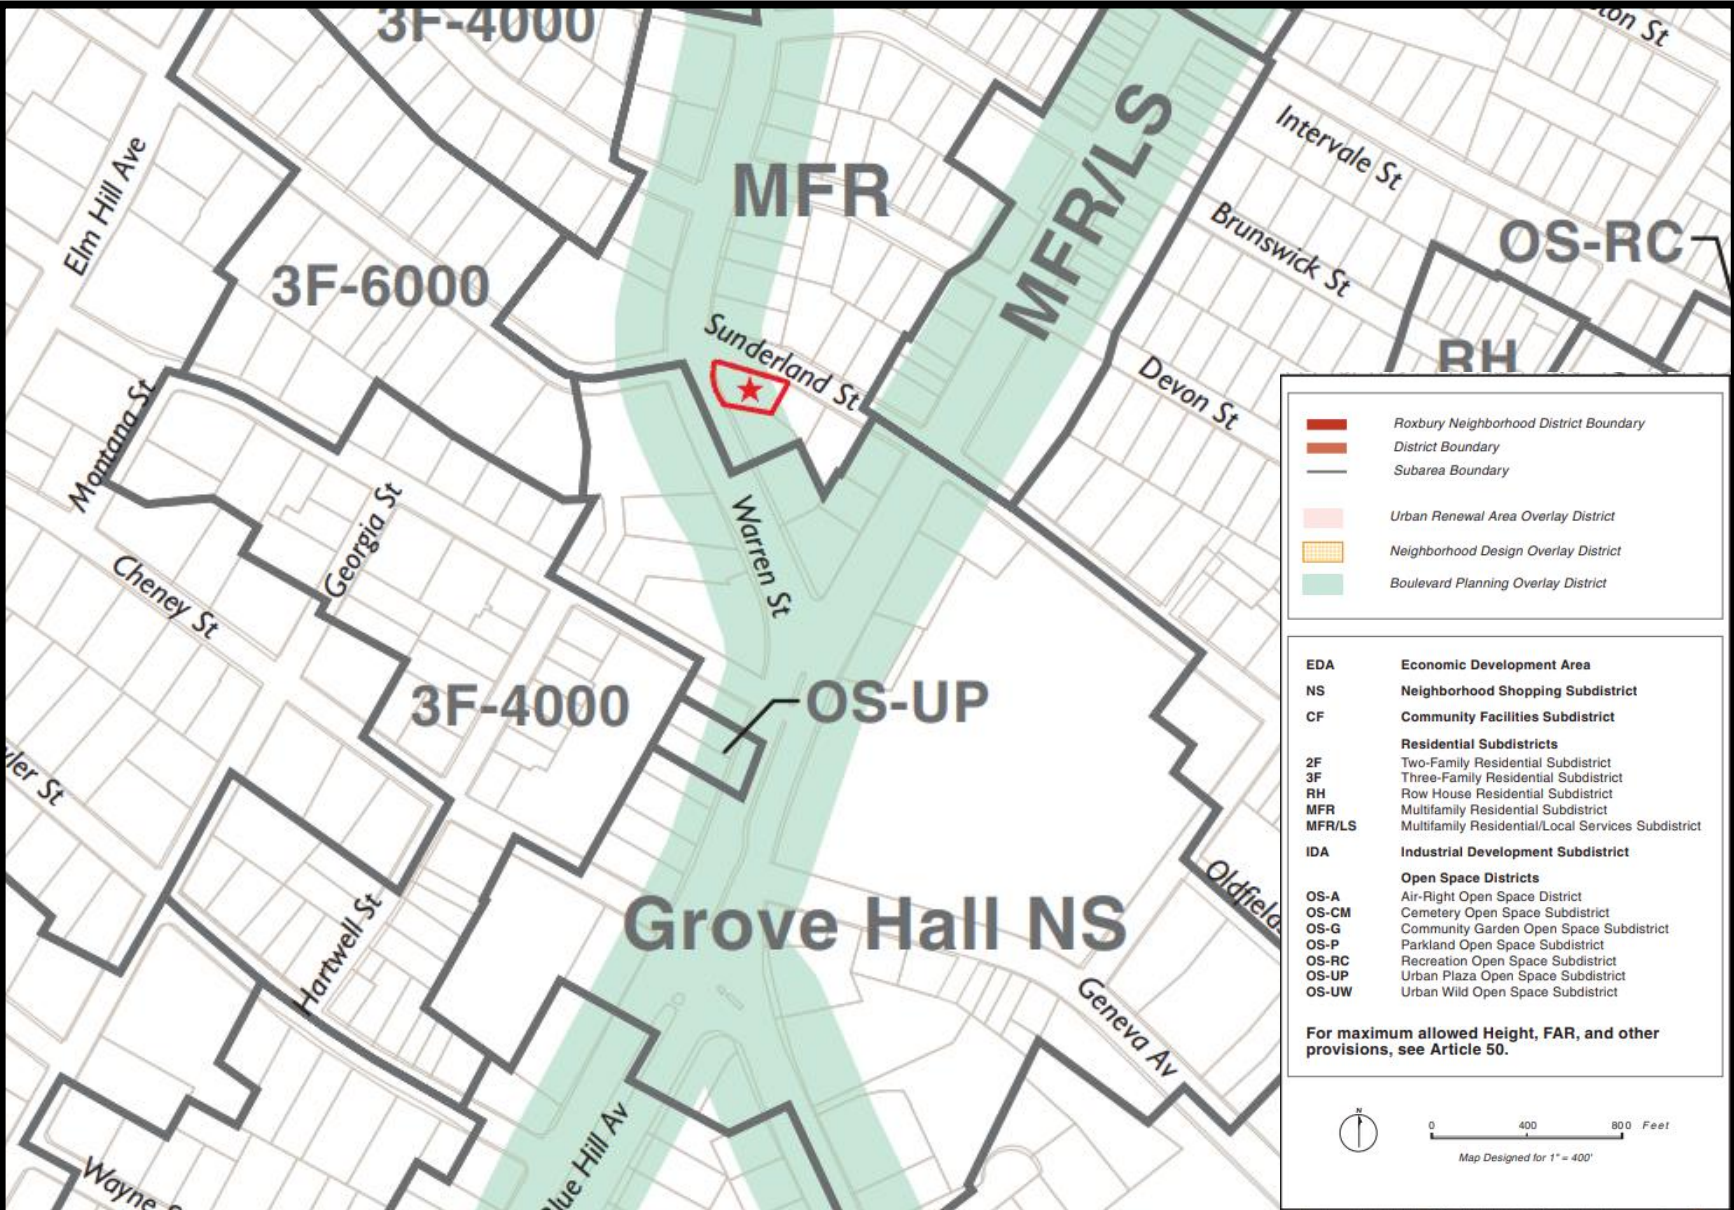 3F-4000
ton St
Elm Hill Ave
MFR
MFR/LS
Intervale St
Brunswick St
OS-RC
3F-6000
Sunderland St
RH
Devon St
Montana St
Georgia St
Warren St
Cheney St
3F-4000
OS-UP
ler St
Hartwell St
Grove Hall NS
Oldfields
Geneva Av
Blue Hill Av
Wayne
Roxbury Neighborhood District Boundary
District Boundary
Subarea Boundary
Urban Renewal Area Overlay District
Neighborhood Design Overlay District
Boulevard Planning Overlay District
EDA Economic Development Area
NS Neighborhood Shopping Subdistrict
CF Community Facilities Subdistrict
Residential Subdistricts
2F Two-Family Residential Subdistrict
3F Three-Family Residential Subdistrict
RH Row House Residential Subdistrict
MFR Multifamily Residential Subdistrict
MFR/LS Multifamily Residential/Local Services Subdistrict
IDA Industrial Development Subdistrict
Open Space Districts
OS-A Air-Right Open Space District
OS-CM Cemetery Open Space Subdistrict
OS-G Community Garden Open Space Subdistrict
OS-P Parkland Open Space Subdistrict
OS-RC Recreation Open Space Subdistrict
OS-UP Urban Plaza Open Space Subdistrict
OS-UW Urban Wild Open Space Subdistrict
For maximum allowed Height, FAR, and other
provisions, see Article 50.
N
0 400 800 Feet
Map Designed for 1" = 400'